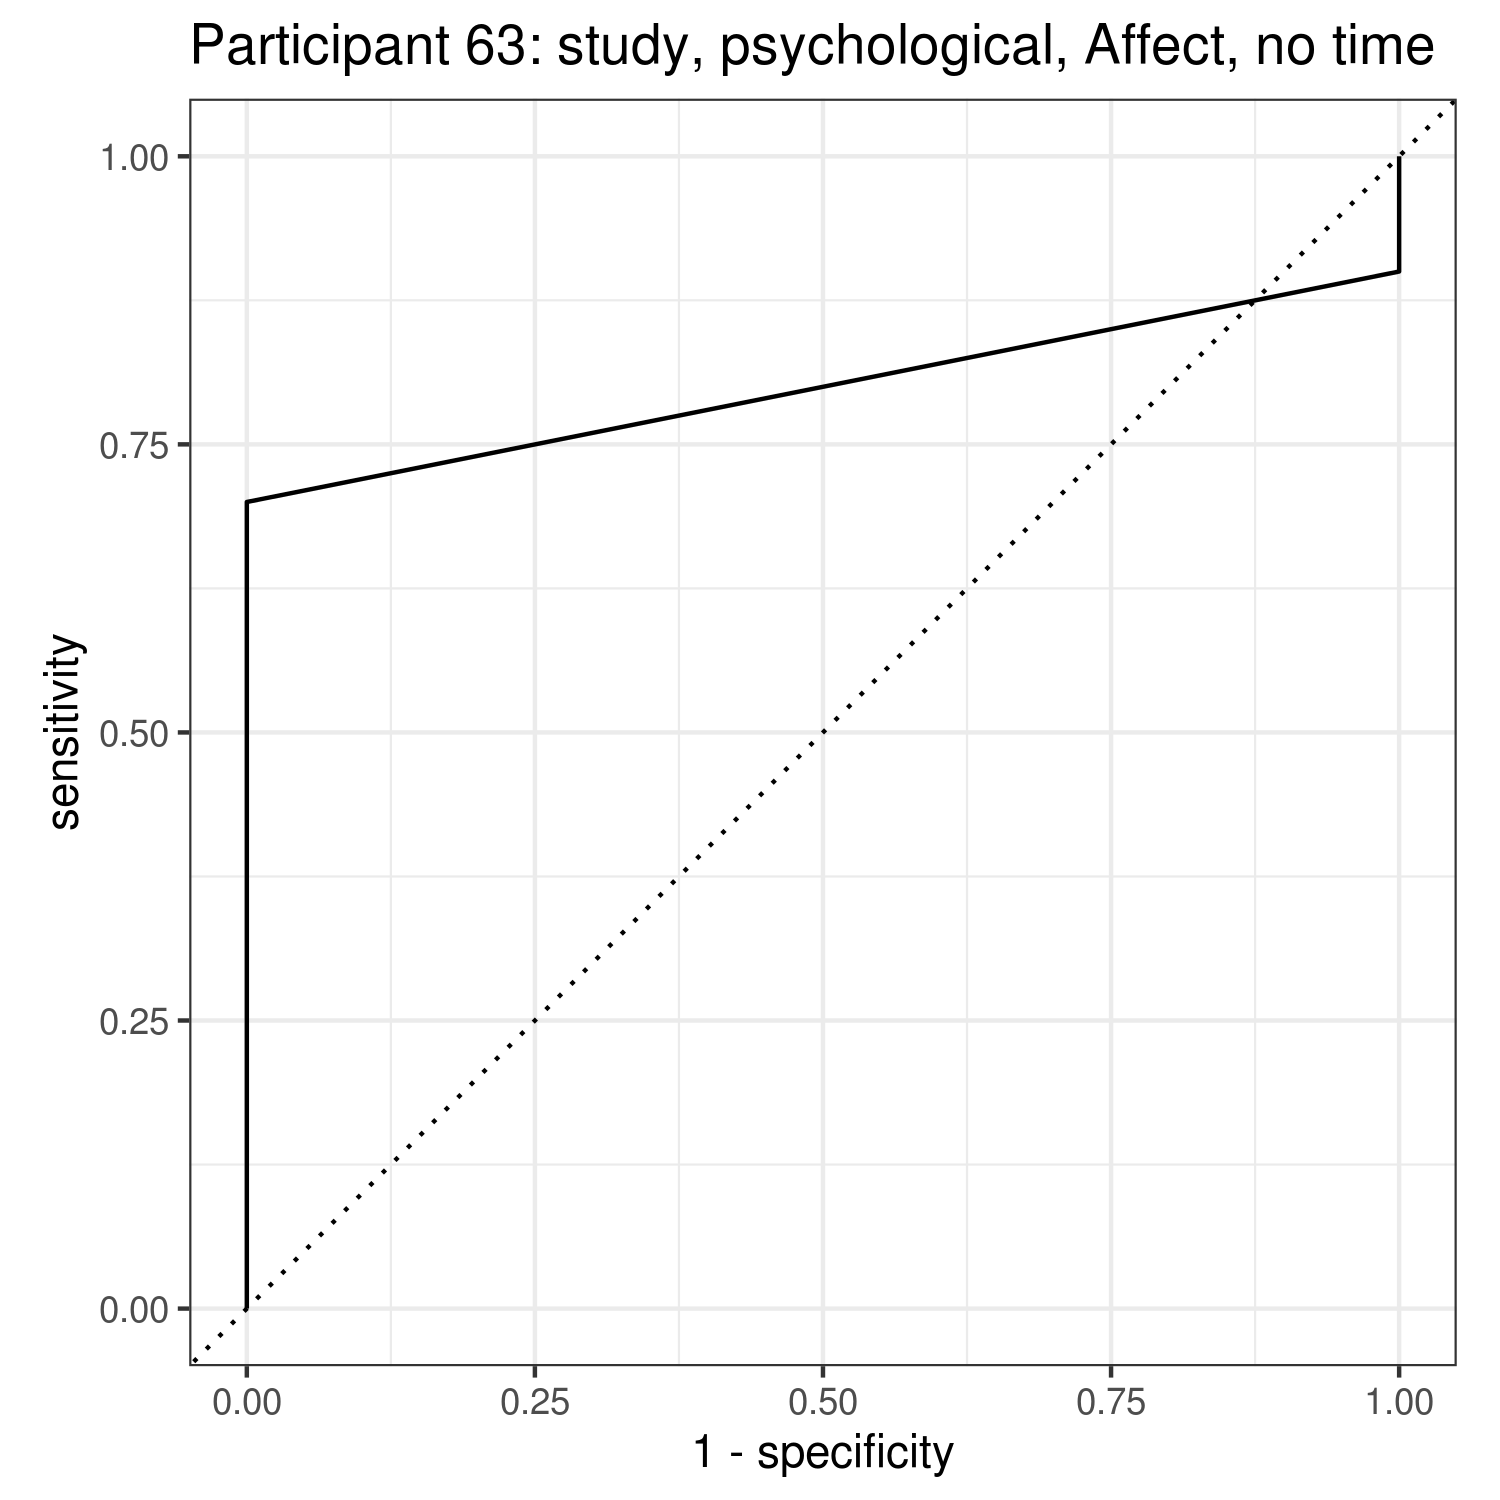 Participant 63: study, psychological, Affect, no time
1.00
0.75
0.50
0.25
0.00
sensitivity
0.00 0.25 0.50 0.75 1.00
1 - specificity